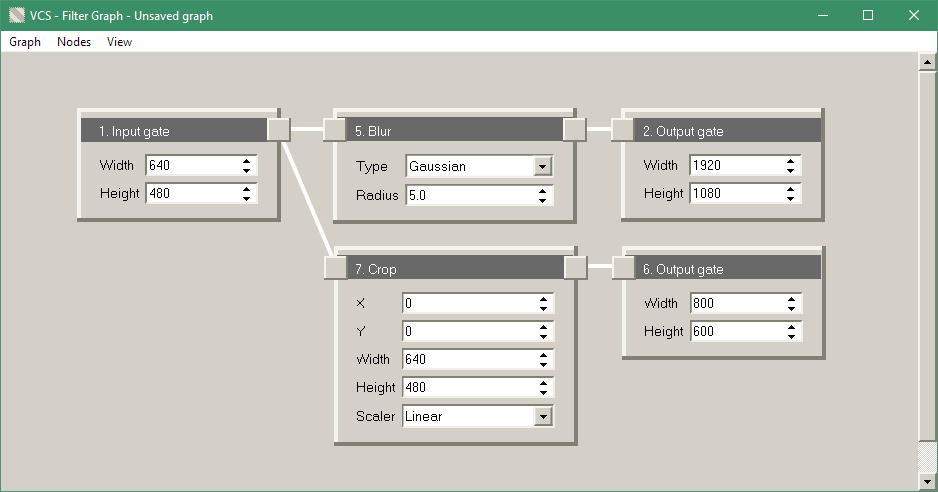 VCS - Filter Graph - Unsaved graph
Graph Nodes View
1. Input gate
Width 640
Height 480
5. Blur
Type Gaussian
Radius 5.0
2. Output gate
Width 1920
Height 1080
7. Crop
X 0
Y 0
Width 640
Height 480
Scaler Linear
6. Output gate
Width 800
Height 600